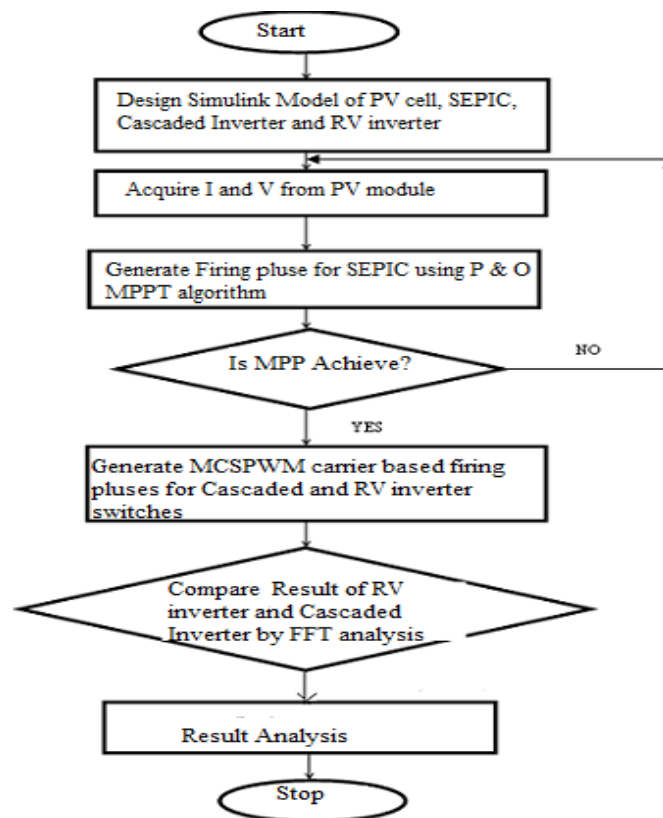 Start
Design Simulink Model of PV cell, SEPIC,
Cascaded Inverter and RV inverter
Acquire I and V from PV module
Generate Firing pluse for SEPIC using P & O
MPPT algorithm
Is MPP Achieve?
NO
YES
Generate MCSPWM carrier based firing
pluses for Cascaded and RV inverter
switches
Compare Result of RV
inverter and Cascaded
Inverter by FFT analysis
Result Analysis
Stop